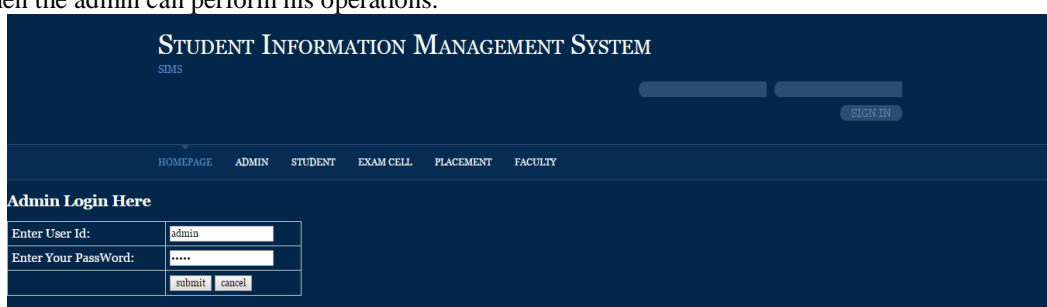 then the admin can perform his operations.
STUDENT INFORMATION MANAGEMENT SYSTEM
SIMS
SIGN IN
HOMEPAGE ADMIN STUDENT EXAM CELL PLACEMENT FACULTY
Admin Login Here
Enter User Id: admin
Enter Your PassWord: •••••
submit cancel